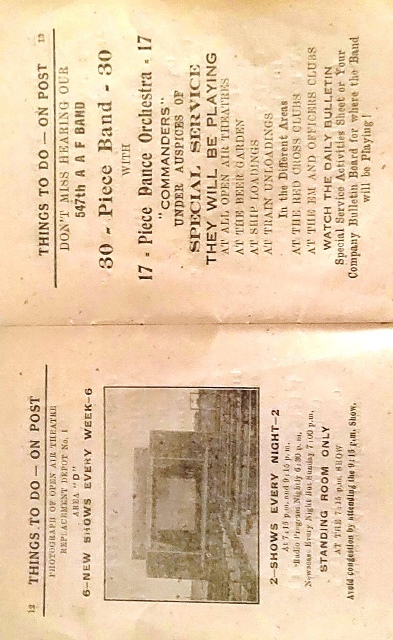 12 THINGS TO DO — ON POST
PHOTOGRAPH OF OPEN AIR THEATRE
REPLACEMENT DEPOT No. 1
AREA "D"
6—NEW SHOWS EVERY WEEK—6
2—SHOWS EVERY NIGHT—2
At 7:15 p.m. and 9:15 p.m.
Radio Program Nightly 6:30 p.m.
Newscast Every Night But Sunday 7:00 p.m.
STANDING ROOM ONLY
AT THE 7:15 p.m. SHOW
Avoid congestion by attending the 9:15 p.m. Show.
THINGS TO DO — ON POST 13
DON'T MISS HEARING OUR
547th A A F BAND
30 - Piece Band - 30
WITH
17 - Piece Dance Orchestra - 17
"COMMANDERS"
UNDER AUSPICES OF
SPECIAL SERVICE
THEY WILL BE PLAYING
AT ALL OPEN AIR THEATRES
AT THE BEER GARDEN
AT SHIP LOADINGS
AT TRAIN UNLOADINGS
In the Different Areas
AT THE RED CROSS CLUBS
AT THE EM AND OFFICERS CLUBS
WATCH THE DAILY BULLETIN
Special Service Activities Sheet or Your
Company Bulletin Board for where the Band
will be Playing!